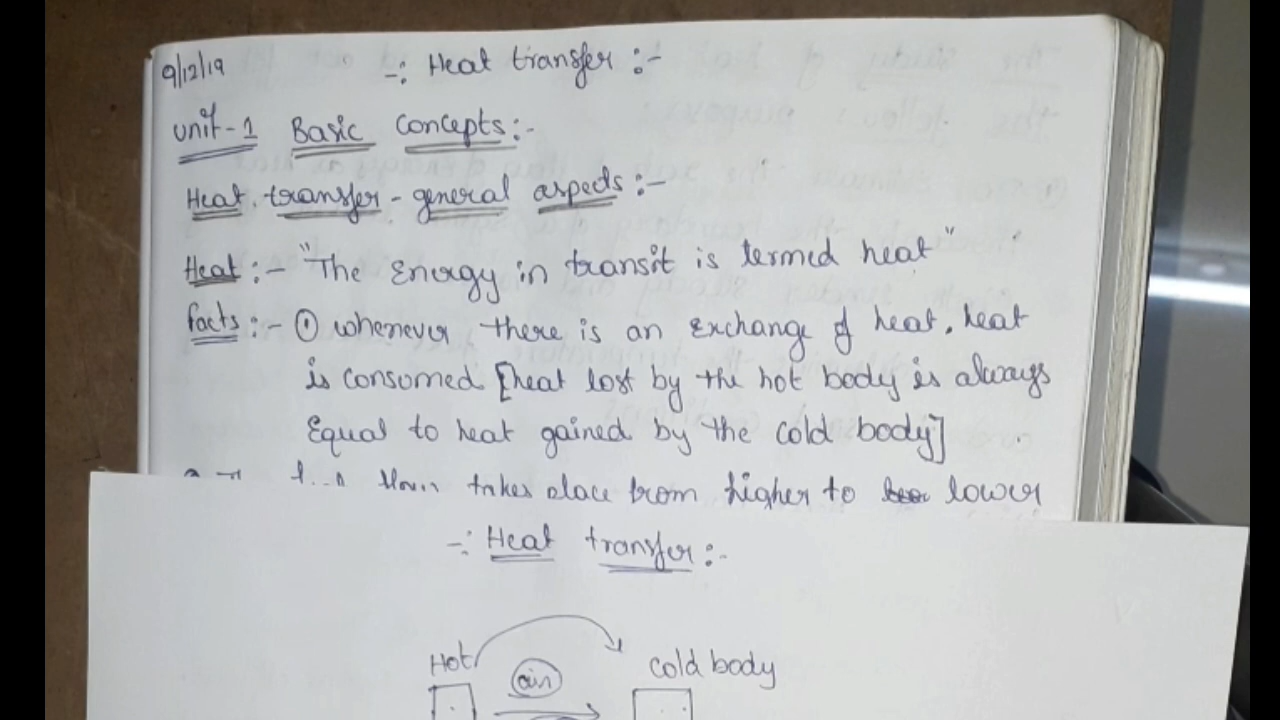 9/12/19
-: Heat transfer :-
unit-1 Basic Concepts:-
Heat transfer - general aspects :-
Heat :- "The Energy in transit is termed heat"
facts :- ① whenever there is an Exchange of heat, heat
is consumed [heat lost by the hot body is always
Equal to heat gained by the cold body]
takes place from higher to lower
-: Heat transfer :-
Hot
cold body
air